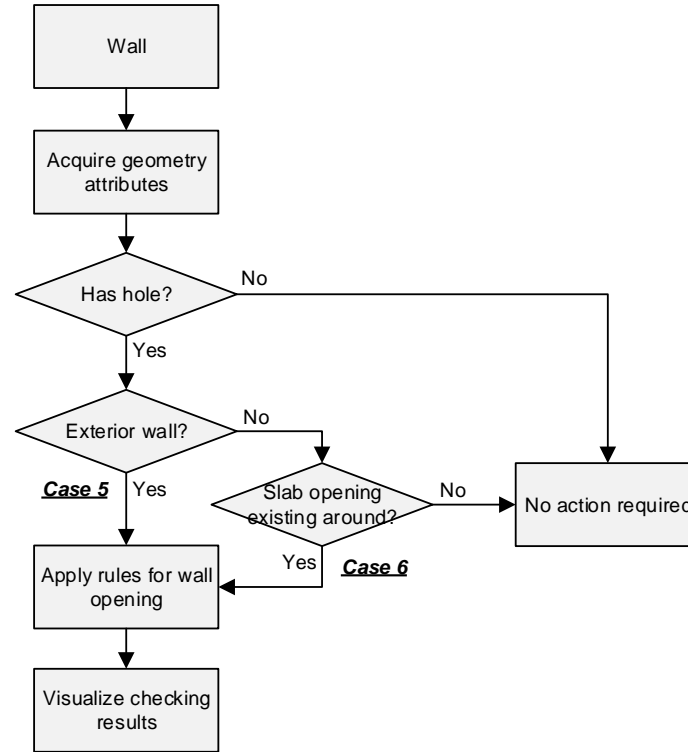 Wall
Acquire geometry
attributes
Has hole?
No
Yes
Exterior wall?
No
Case 5
Yes
Slab opening
existing around?
No
No action required
Yes
Case 6
Apply rules for wall
opening
Visualize checking
results